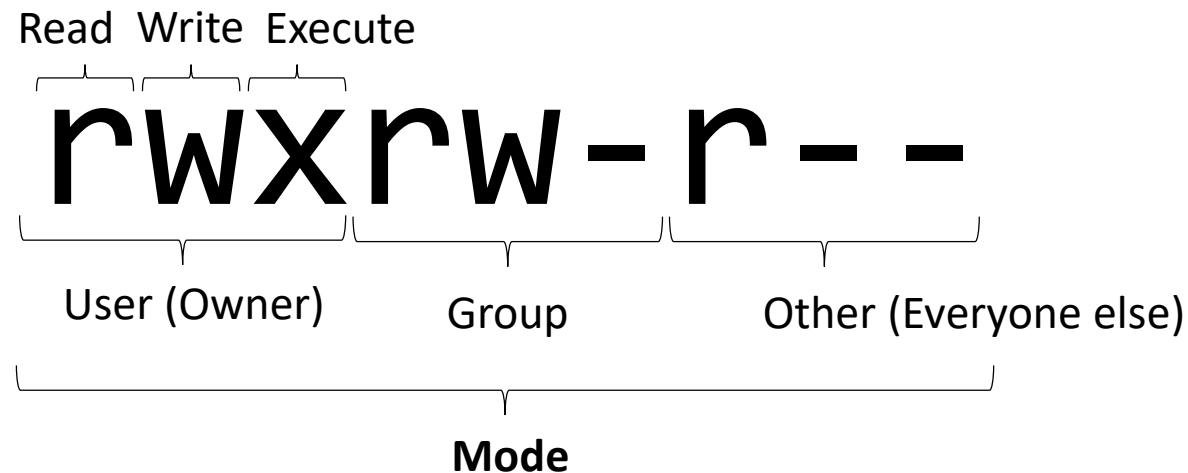 Read Write Execute
rwxrw-r--
User (Owner) Group Other (Everyone else)
Mode